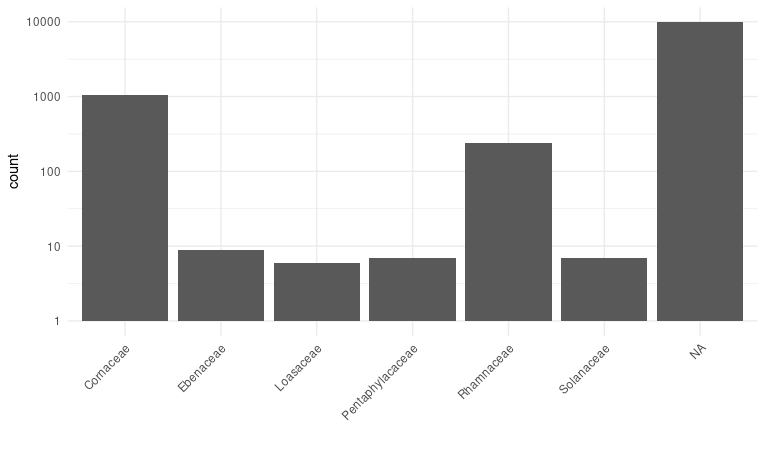 10000
1000
100
10
1
count
Cornaceae
Ebenaceae
Loasaceae
Pentaphylacaceae
Rhamnaceae
Solanaceae
NA